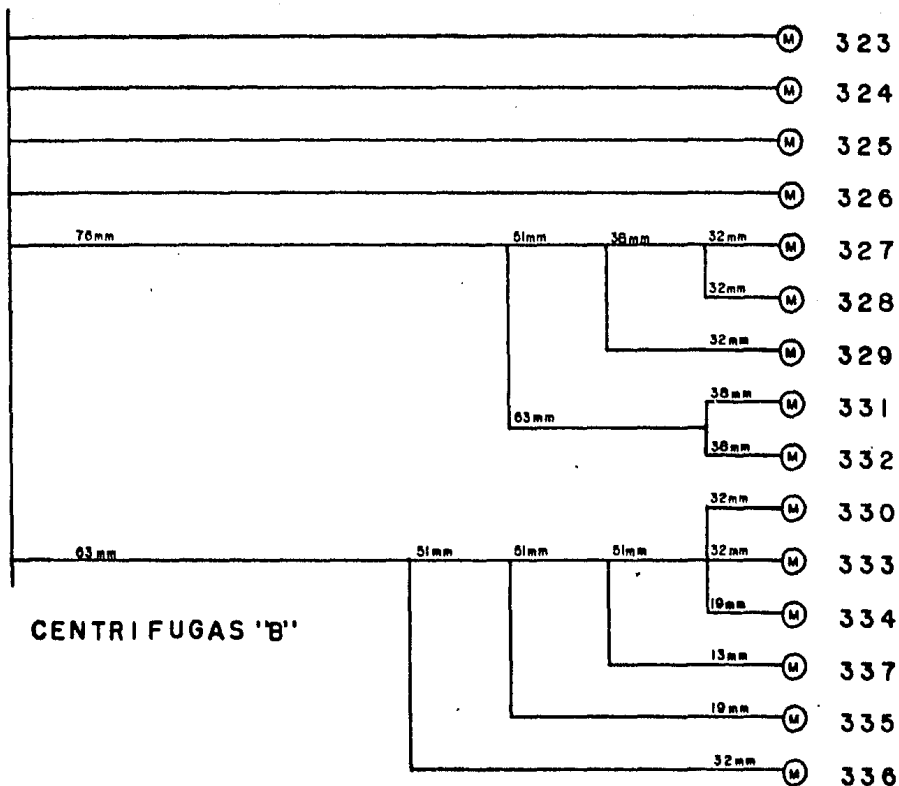 M 323
M 324
M 325
M 326
76mm 51mm 38mm 32mm M 327
32mm M 328
32mm M 329
38mm M 331
63mm
38mm M 332
32mm M 330
63mm 51mm 51mm 51mm 32mm M 333
19mm M 334
CENTRIFUGAS "B"
13mm M 337
19mm M 335
32mm M 336